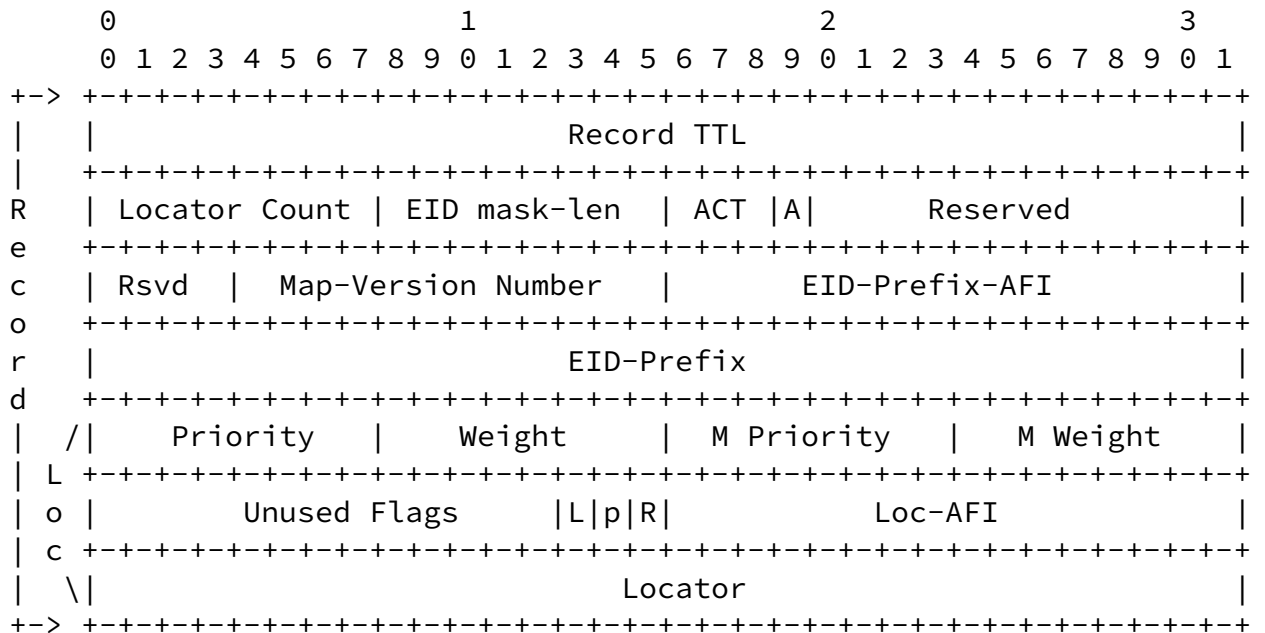 0                   1                   2                   3
        0 1 2 3 4 5 6 7 8 9 0 1 2 3 4 5 6 7 8 9 0 1 2 3 4 5 6 7 8 9 0 1
+-> +-+-+-+-+-+-+-+-+-+-+-+-+-+-+-+-+-+-+-+-+-+-+-+-+-+-+-+-+-+-+-+-+
|   |                          Record TTL                           |
|   +-+-+-+-+-+-+-+-+-+-+-+-+-+-+-+-+-+-+-+-+-+-+-+-+-+-+-+-+-+-+-+-+
R   | Locator Count | EID mask-len  | ACT |A|      Reserved         |
e   +-+-+-+-+-+-+-+-+-+-+-+-+-+-+-+-+-+-+-+-+-+-+-+-+-+-+-+-+-+-+-+-+
c   | Rsvd  |  Map-Version Number   |       EID-Prefix-AFI          |
o   +-+-+-+-+-+-+-+-+-+-+-+-+-+-+-+-+-+-+-+-+-+-+-+-+-+-+-+-+-+-+-+-+
r   |                          EID-Prefix                           |
d   +-+-+-+-+-+-+-+-+-+-+-+-+-+-+-+-+-+-+-+-+-+-+-+-+-+-+-+-+-+-+-+-+
|  /|    Priority   |    Weight     |  M Priority   |   M Weight    |
| L +-+-+-+-+-+-+-+-+-+-+-+-+-+-+-+-+-+-+-+-+-+-+-+-+-+-+-+-+-+-+-+-+
| o |        Unused Flags     |L|p|R|           Loc-AFI             |
| c +-+-+-+-+-+-+-+-+-+-+-+-+-+-+-+-+-+-+-+-+-+-+-+-+-+-+-+-+-+-+-+-+
|  \|                             Locator                           |
+-> +-+-+-+-+-+-+-+-+-+-+-+-+-+-+-+-+-+-+-+-+-+-+-+-+-+-+-+-+-+-+-+-+